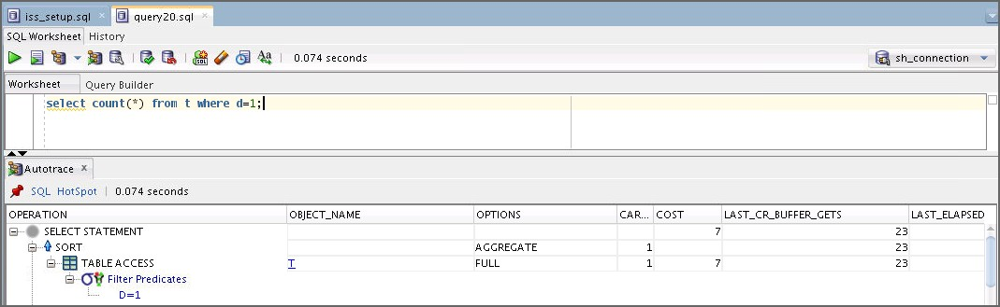 iss_setup.sql × query20.sql ×
SQL Worksheet History
Aa 0.074 seconds sh_connection
Worksheet Query Builder
select count(*) from t where d=1;
Autotrace ×
SQL HotSpot 0.074 seconds
OPERATION OBJECT_NAME OPTIONS CAR... COST LAST_CR_BUFFER_GETS LAST_ELAPSED
SELECT STATEMENT 7 23
SORT AGGREGATE 1 23
TABLE ACCESS T FULL 1 7 23
Filter Predicates
D=1